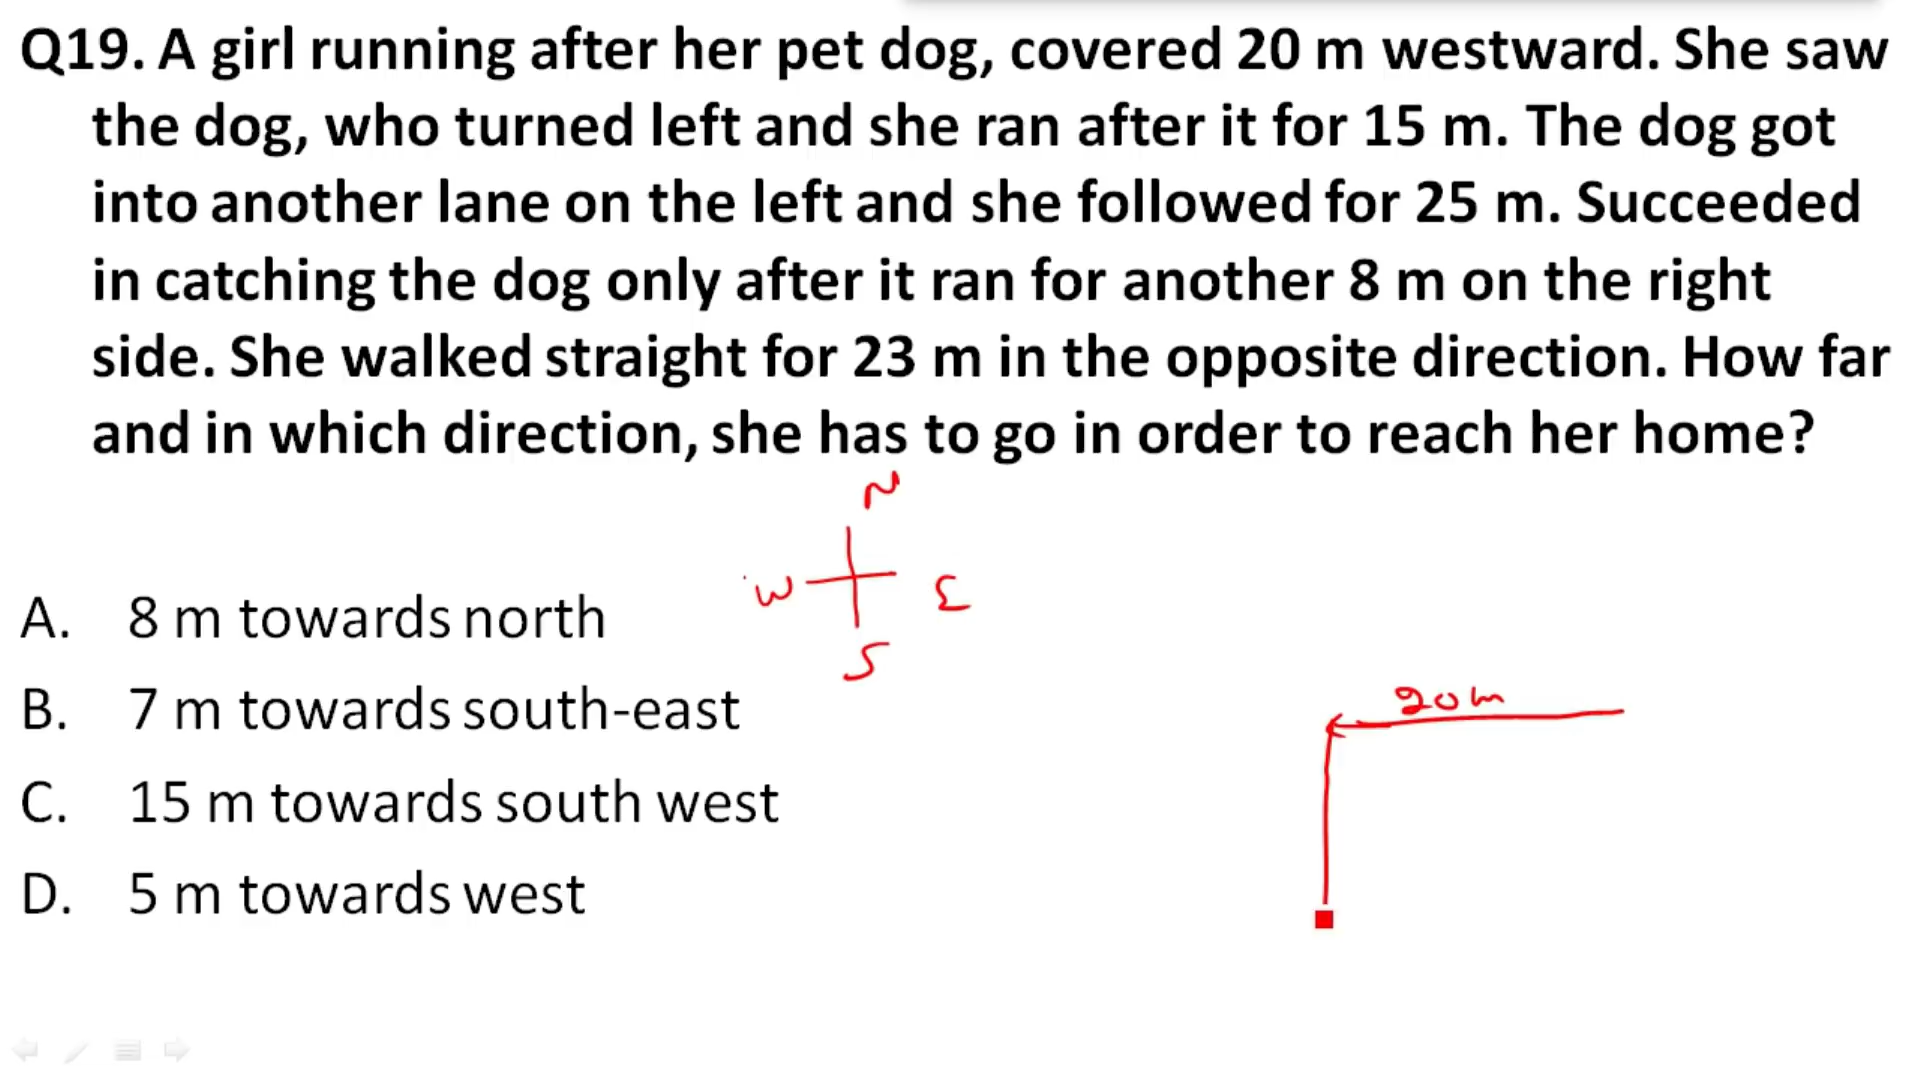 Q19. A girl running after her pet dog, covered 20 m westward. She saw
the dog, who turned left and she ran after it for 15 m. The dog got
into another lane on the left and she followed for 25 m. Succeeded
in catching the dog only after it ran for another 8 m on the right
side. She walked straight for 23 m in the opposite direction. How far
and in which direction, she has to go in order to reach her home?
N
W E
S
A. 8 m towards north
B. 7 m towards south-east
C. 15 m towards south west
D. 5 m towards west
20m